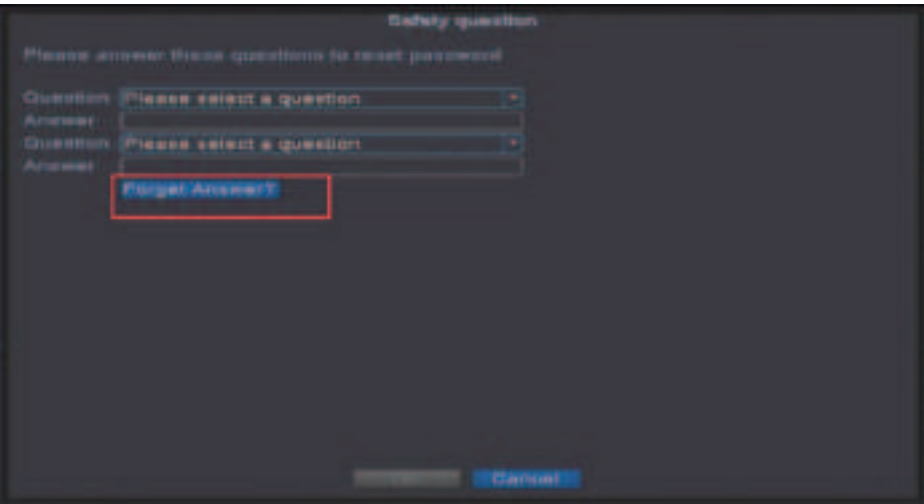 Safety question
Please answer these questions to reset password
Question Please select a question
Answer
Question Please select a question
Answer
Forget Answer?
Cancel